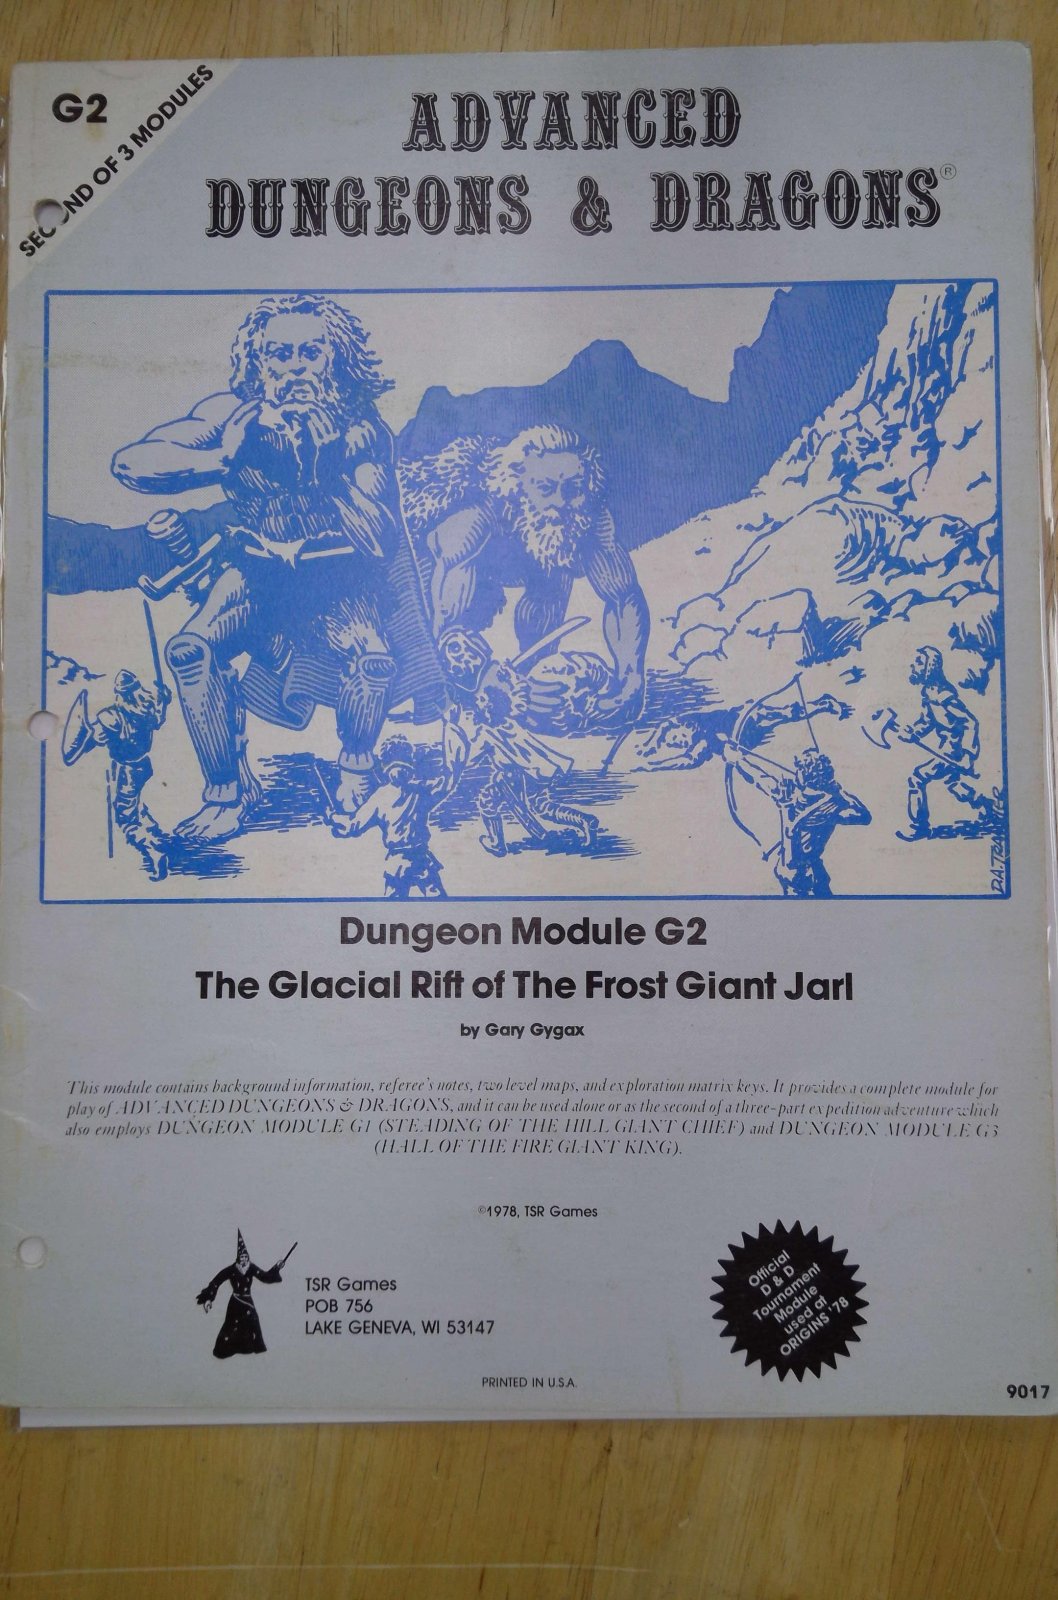 G2
SECOND OF 3 MODULES
ADVANCED
DUNGEONS & DRAGONS®
D.A.TRAMPIER
Dungeon Module G2
The Glacial Rift of The Frost Giant Jarl
by Gary Gygax
This module contains background information, referee's notes, two level maps, and exploration matrix keys. It provides a complete module for
play of ADVANCED DUNGEONS & DRAGONS, and it can be used alone or as the second of a three-part expedition adventure which
also employs DUNGEON MODULE G1 (STEADING OF THE HILL GIANT CHIEF) and DUNGEON MODULE G3
(HALL OF THE FIRE GIANT KING).
©1978, TSR Games
TSR Games
POB 756
LAKE GENEVA, WI 53147
Official
D & D
Tournament
Module
used at
ORIGINS '78
PRINTED IN U.S.A.
9017